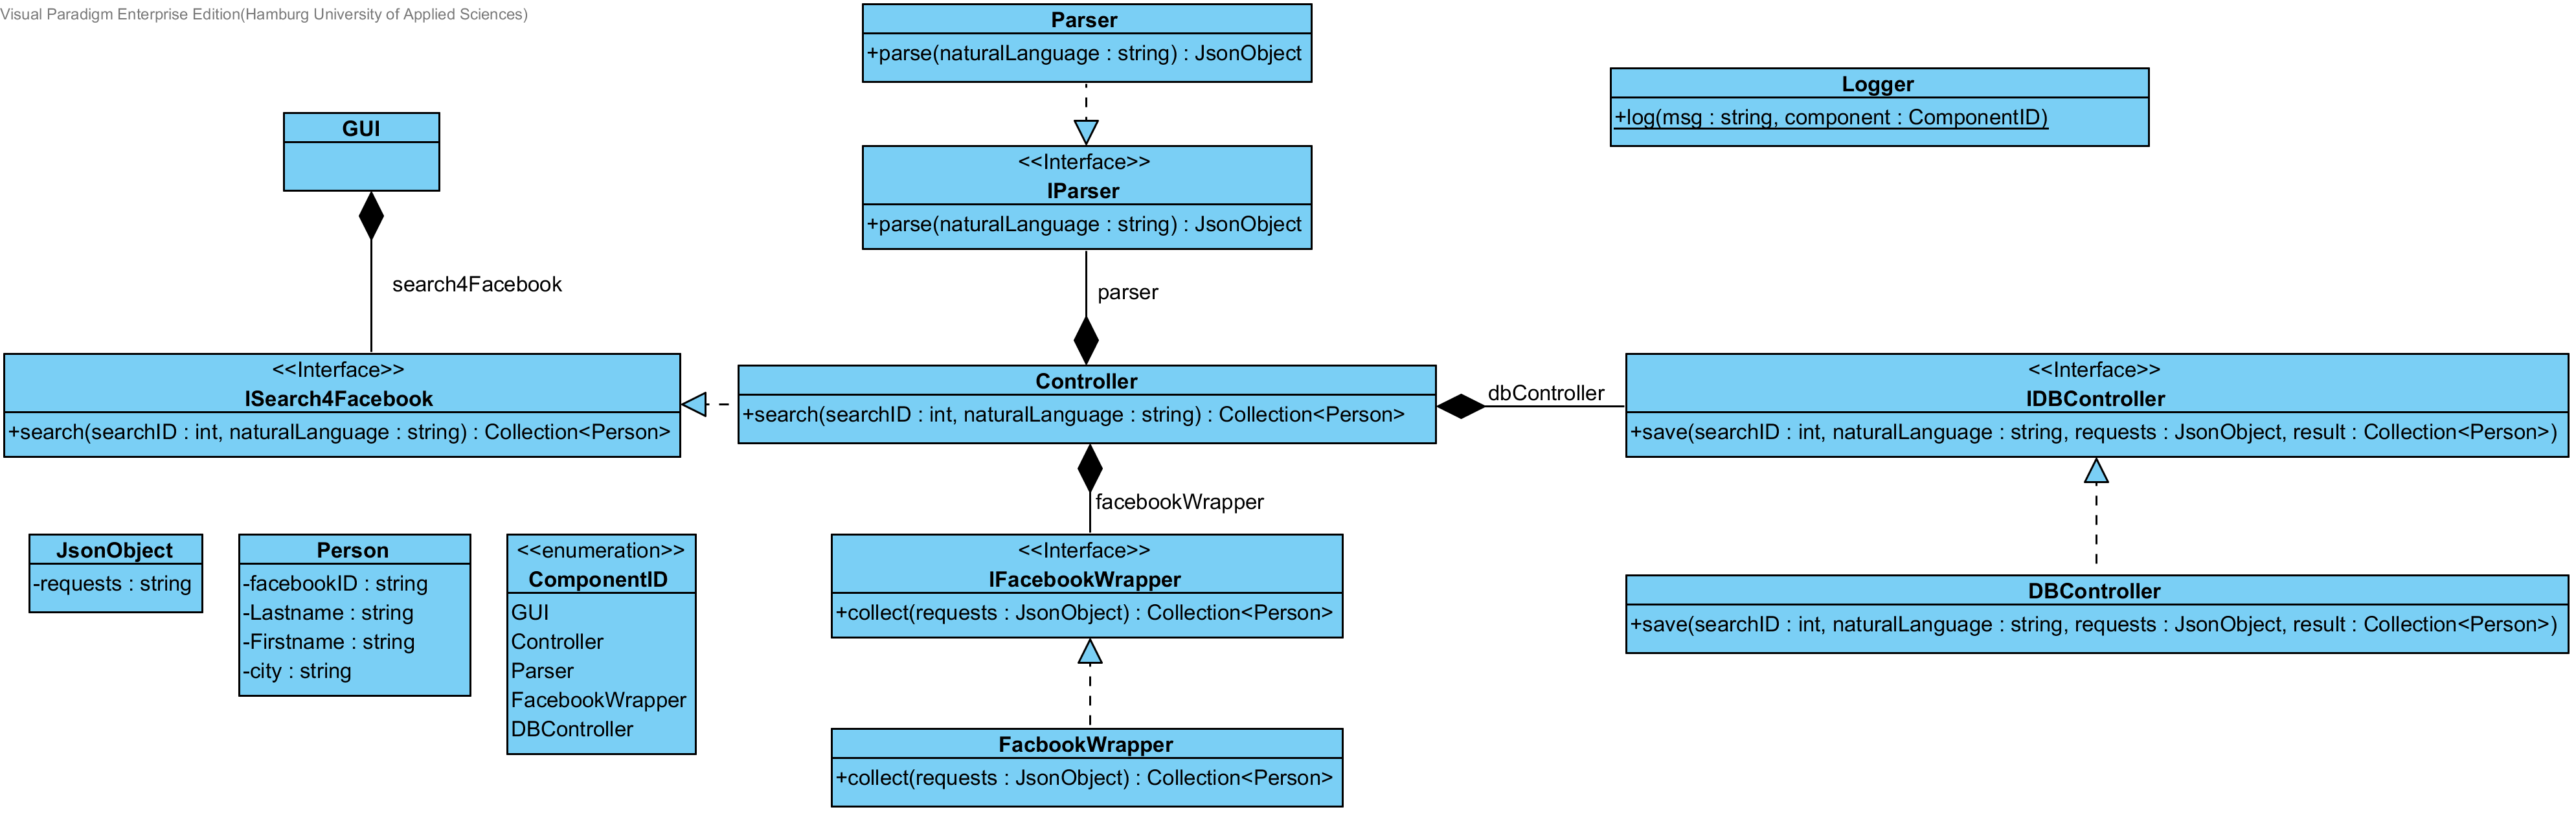 Visual Paradigm Enterprise Edition(Hamburg University of Applied Sciences)
Parser
+parse(naturalLanguage : string) : JsonObject
Logger
+log(msg : string, component : ComponentID)
GUI
<<Interface>>
IParser
+parse(naturalLanguage : string) : JsonObject
search4Facebook
parser
<<Interface>>
ISearch4Facebook
+search(searchID : int, naturalLanguage : string) : Collection<Person>
Controller
+search(searchID : int, naturalLanguage : string) : Collection<Person>
dbController
<<Interface>>
IDBController
+save(searchID : int, naturalLanguage : string, requests : JsonObject, result : Collection<Person>)
facebookWrapper
JsonObject
-requests : string
Person
-facebookID : string
-Lastname : string
-Firstname : string
-city : string
<<enumeration>>
ComponentID
GUI
Controller
Parser
FacebookWrapper
DBController
<<Interface>>
IFacebookWrapper
+collect(requests : JsonObject) : Collection<Person>
DBController
+save(searchID : int, naturalLanguage : string, requests : JsonObject, result : Collection<Person>)
FacbookWrapper
+collect(requests : JsonObject) : Collection<Person>